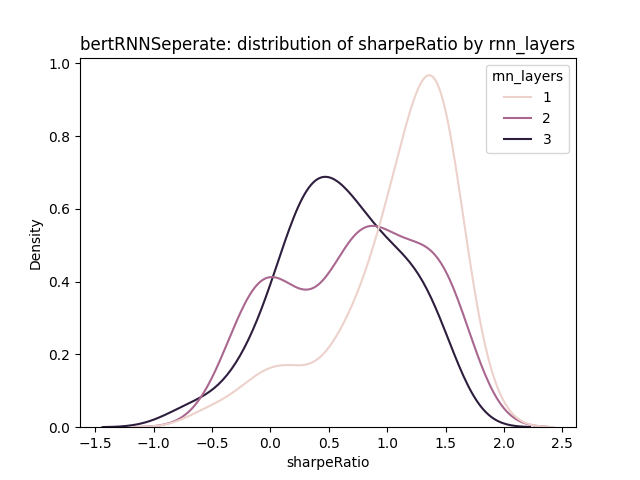 bertRNNSeperate: distribution of sharpeRatio by rnn_layers
rnn_layers
1
2
3
Density
1.0
0.8
0.6
0.4
0.2
0.0
−1.5 −1.0 −0.5 0.0 0.5 1.0 1.5 2.0 2.5
sharpeRatio